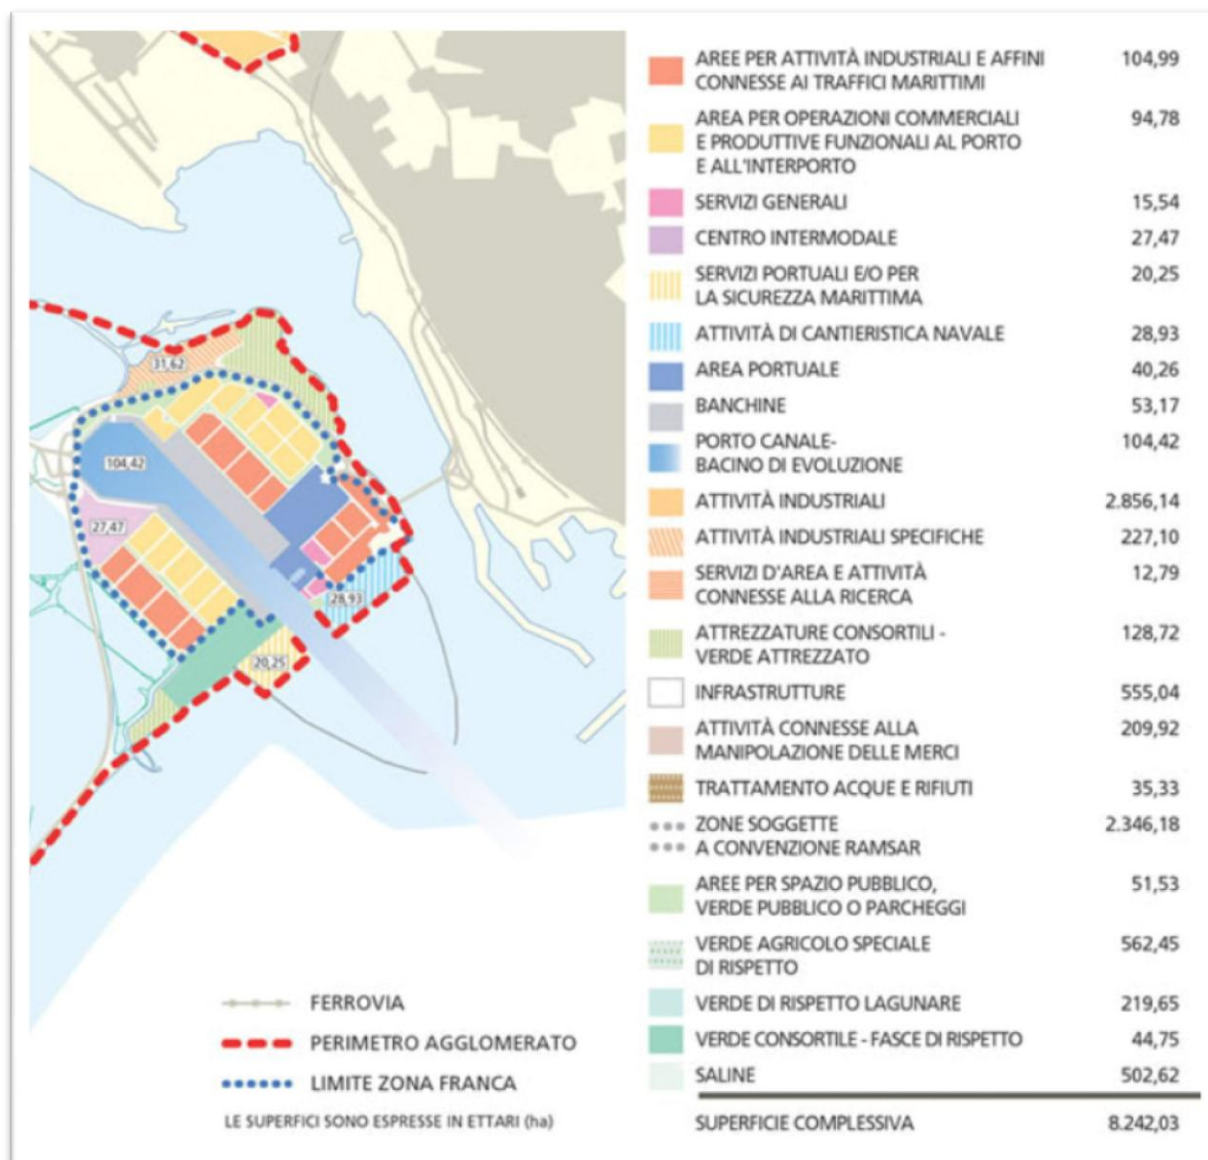 31,62
104,42
27,47
28,93
20,25
FERROVIA
PERIMETRO AGGLOMERATO
LIMITE ZONA FRANCA
LE SUPERFICI SONO ESPRESSE IN ETTARI (ha)
AREE PER ATTIVITÀ INDUSTRIALI E AFFINI 104,99
CONNESSE AI TRAFFICI MARITTIMI
AREA PER OPERAZIONI COMMERCIALI 94,78
E PRODUTTIVE FUNZIONALI AL PORTO
E ALL'INTERPORTO
SERVIZI GENERALI 15,54
CENTRO INTERMODALE 27,47
SERVIZI PORTUALI E/O PER 20,25
LA SICUREZZA MARITTIMA
ATTIVITÀ DI CANTIERISTICA NAVALE 28,93
AREA PORTUALE 40,26
BANCHINE 53,17
PORTO CANALE- 104,42
BACINO DI EVOLUZIONE
ATTIVITÀ INDUSTRIALI 2.856,14
ATTIVITÀ INDUSTRIALI SPECIFICHE 227,10
SERVIZI D'AREA E ATTIVITÀ 12,79
CONNESSE ALLA RICERCA
ATTREZZATURE CONSORTILI - 128,72
VERDE ATTREZZATO
INFRASTRUTTURE 555,04
ATTIVITÀ CONNESSE ALLA 209,92
MANIPOLAZIONE DELLE MERCI
TRATTAMENTO ACQUE E RIFIUTI 35,33
ZONE SOGGETTE 2.346,18
A CONVENZIONE RAMSAR
AREE PER SPAZIO PUBBLICO, 51,53
VERDE PUBBLICO O PARCHEGGI
VERDE AGRICOLO SPECIALE 562,45
DI RISPETTO
VERDE DI RISPETTO LAGUNARE 219,65
VERDE CONSORTILE - FASCE DI RISPETTO 44,75
SALINE 502,62
SUPERFICIE COMPLESSIVA 8.242,03